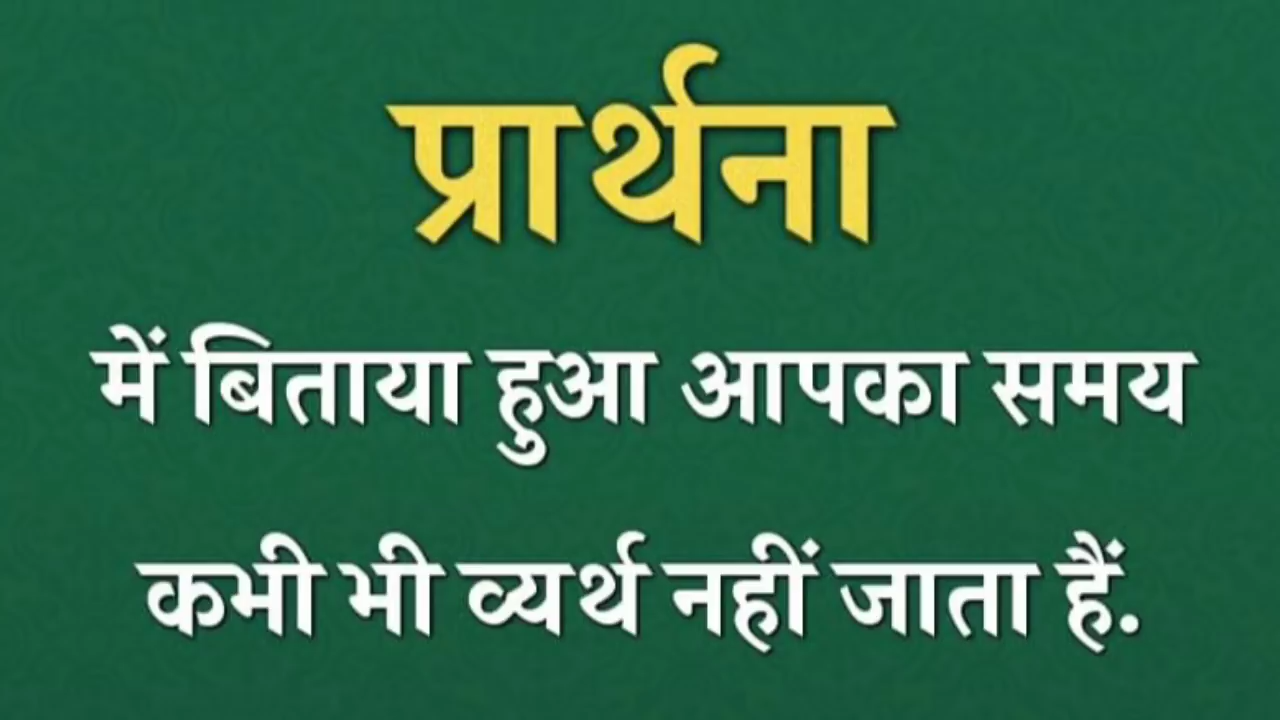 प्रार्थना
में बिताया हुआ आपका समय
कभी भी व्यर्थ नहीं जाता हैं.